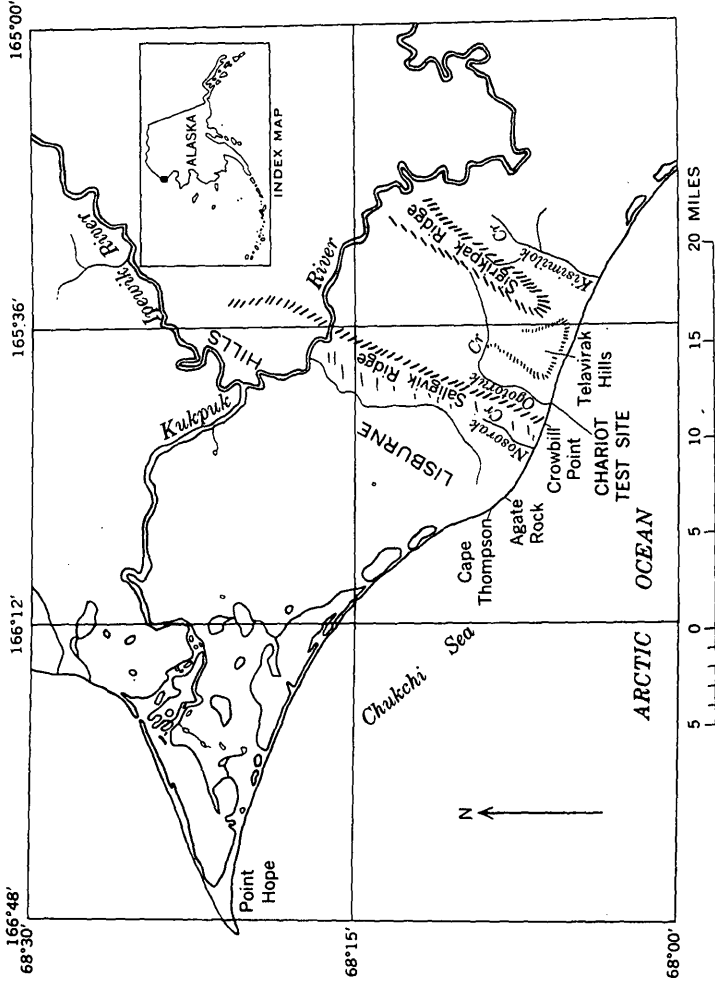 166°48'
166°12'
165°36'
165°00'
68°30'
68°15'
68°00'
Point
Hope
Kukpuk
River
Ipewik River
HILLS
LISBURNE
ALASKA
INDEX MAP
Saligvik Ridge
Sigrikpak Ridge
Nosorak
Cr
Ogotoruk
Cr
Kisimilok
Cr
Telavirak
Hills
Cape
Thompson
Agate
Rock
Crowbill
Point
CHARIOT
TEST SITE
Chukchi Sea
ARCTIC OCEAN
N
5 0 5 10 15 20 MILES